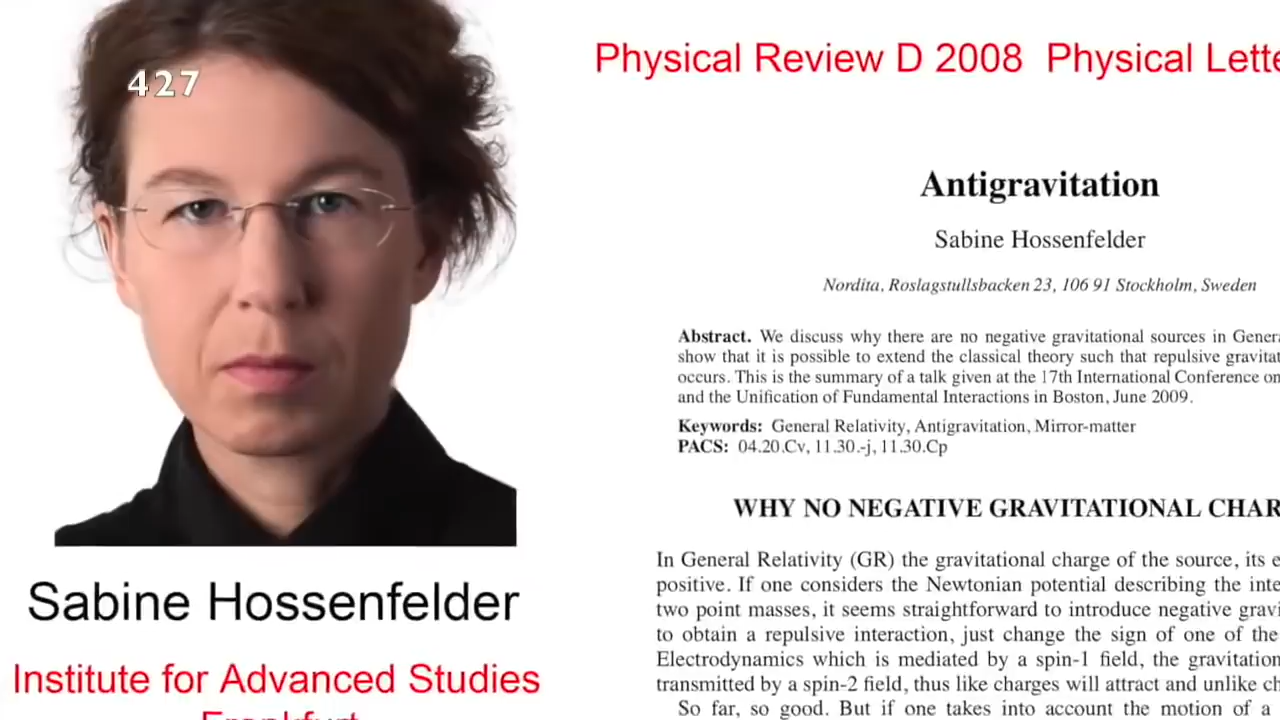 427
Physical Review D 2008 Physical Lette
Antigravitation
Sabine Hossenfelder
Nordita, Roslagstullsbacken 23, 106 91 Stockholm, Sweden
Abstract. We discuss why there are no negative gravitational sources in Gener
show that it is possible to extend the classical theory such that repulsive gravitat
occurs. This is the summary of a talk given at the 17th International Conference on
and the Unification of Fundamental Interactions in Boston, June 2009.
Keywords: General Relativity, Antigravitation, Mirror-matter
PACS: 04.20.Cv, 11.30.-j, 11.30.Cp
WHY NO NEGATIVE GRAVITATIONAL CHAR
In General Relativity (GR) the gravitational charge of the source, its e
positive. If one considers the Newtonian potential describing the inte
two point masses, it seems straightforward to introduce negative gravi
to obtain a repulsive interaction, just change the sign of one of the
Electrodynamics which is mediated by a spin-1 field, the gravitation
transmitted by a spin-2 field, thus like charges will attract and unlike ch
So far, so good. But if one takes into account the motion of a
Sabine Hossenfelder
Institute for Advanced Studies
Frankfurt